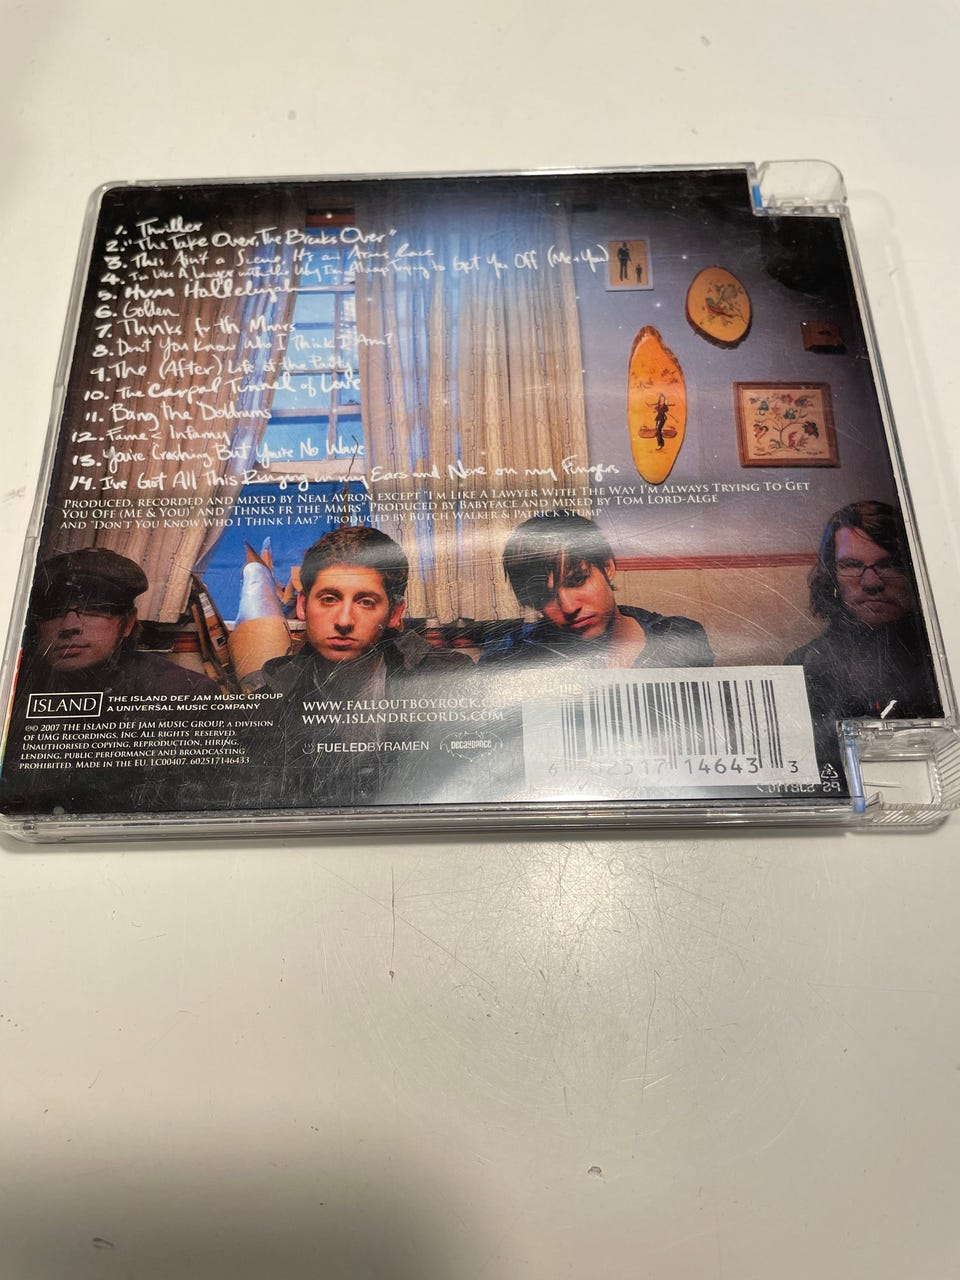 1. Thriller
2. "The Take Over, The Breaks Over"
3. This Ain't a Scene, It's an Arms Race
4. I'm Like A Lawyer with the Way I'm Always Trying to Get You Off (Me + You)
5. Hum Hallelujah
6. Golden
7. Thnks fr th Mmrs
8. Don't You Know Who I Think I Am?
9. The (After) Life of the Party
10. The Carpal Tunnel of Love
11. Bang the Doldrums
12. Fame < Infamy
13. You're Crashing, But You're No Wave
14. I've Got All This Ringing in my Ears and None on my Fingers
PRODUCED, RECORDED AND MIXED BY NEAL AVRON EXCEPT "I'M LIKE A LAWYER WITH THE WAY I'M ALWAYS TRYING TO GET
YOU OFF (ME & YOU)" AND THNKS FR THE MMRS" PRODUCED BY BABYFACE AND MIXED BY TOM LORD-ALGE
AND "DON'T YOU KNOW WHO I THINK I AM?" PRODUCED BY BUTCH WALKER & PATRICK STUMP
ISLAND
THE ISLAND DEF JAM MUSIC GROUP
A UNIVERSAL MUSIC COMPANY
℗© 2007 THE ISLAND DEF JAM MUSIC GROUP, A DIVISION
OF UMG RECORDINGS, INC. ALL RIGHTS RESERVED.
UNAUTHORISED COPYING, REPRODUCTION, HIRING,
LENDING, PUBLIC PERFORMANCE AND BROADCASTING
PROHIBITED. MADE IN THE EU. LC00407. 602517146433
WWW.FALLOUTBOYROCK.CO
WWW.ISLANDRECORDS.COM
FUELEDBYRAMEN
DECAYDANCE
6 02517 14643 3